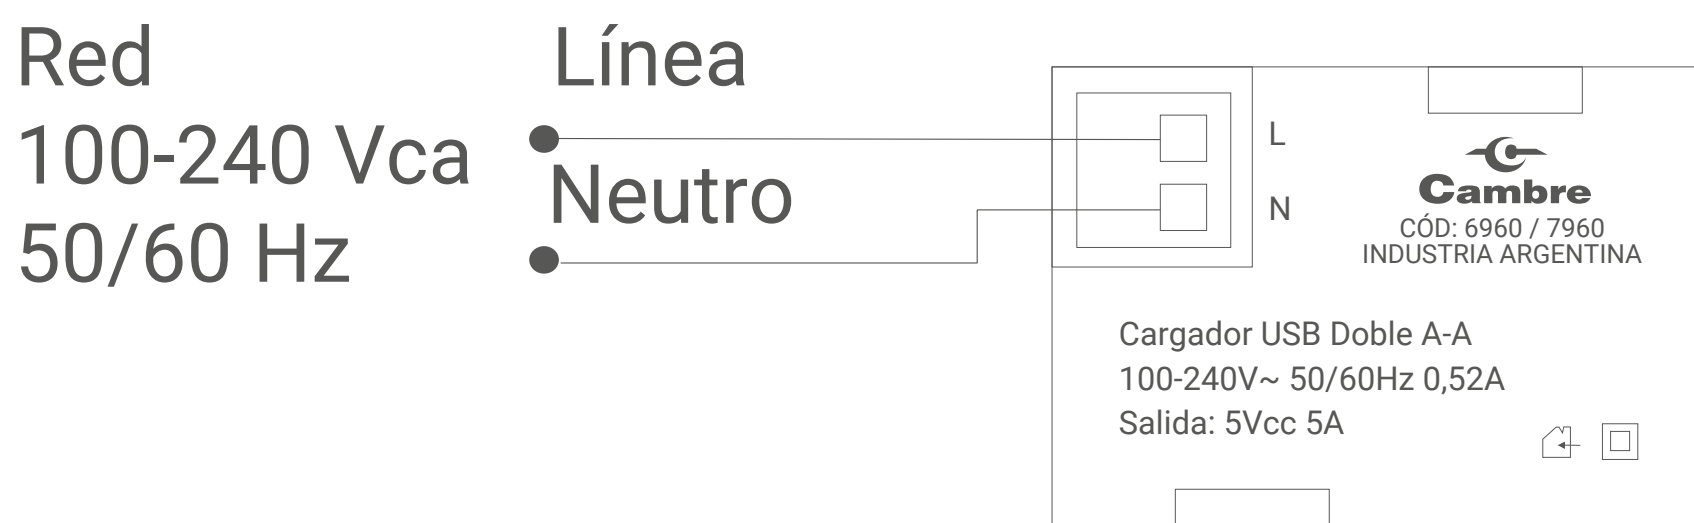 Red
100-240 Vca
50/60 Hz
Línea
Neutro
L
N
Cambre
CÓD: 6960 / 7960
INDUSTRIA ARGENTINA
Cargador USB Doble A-A
100-240V~ 50/60Hz 0,52A
Salida: 5Vcc 5A